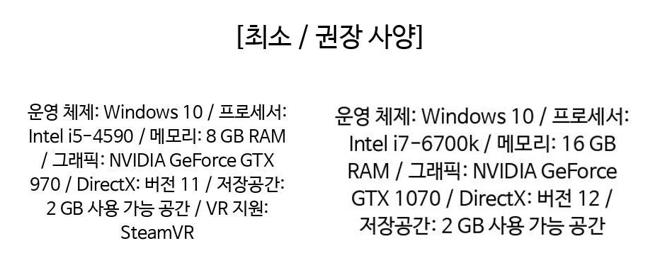 [최소 / 권장 사양]
운영 체제: Windows 10 / 프로세서:
Intel i5-4590 / 메모리: 8 GB RAM
/ 그래픽: NVIDIA GeForce GTX
970 / DirectX: 버전 11 / 저장공간:
2 GB 사용 가능 공간 / VR 지원:
SteamVR
운영 체제: Windows 10 / 프로세서:
Intel i7-6700k / 메모리: 16 GB
RAM / 그래픽: NVIDIA GeForce
GTX 1070 / DirectX: 버전 12 /
저장공간: 2 GB 사용 가능 공간